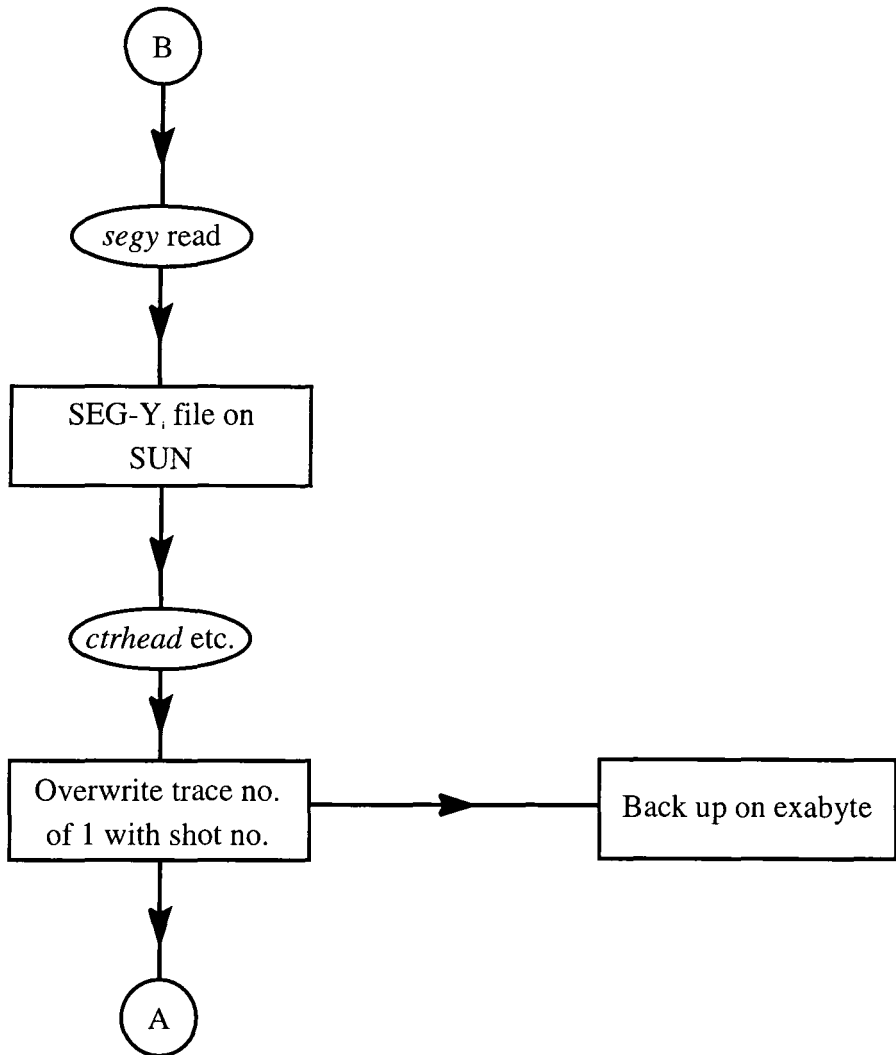 B
segy read
SEG-Y, file on
SUN
ctrhead etc.
Overwrite trace no.
of 1 with shot no.
Back up on exabyte
A